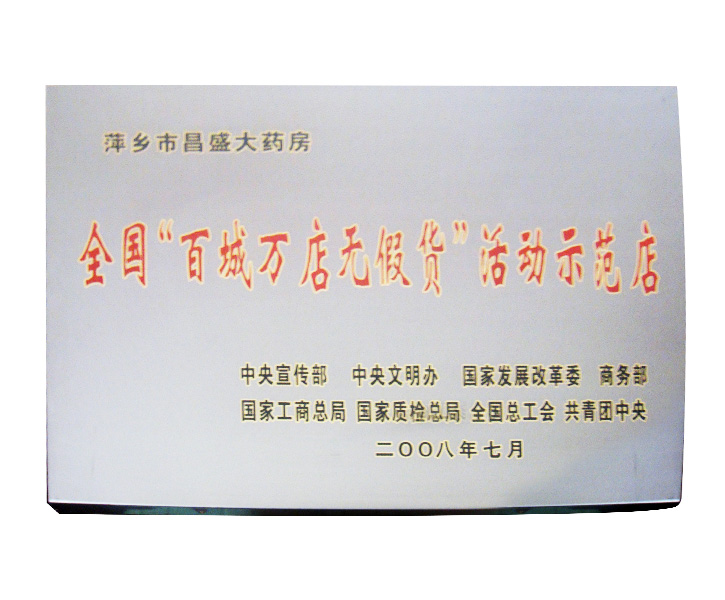 萍乡市昌盛大药房
全国“百城万店无假货”活动示范店
中央宣传部 中央文明办 国家发展改革委 商务部
国家工商总局 国家质检总局 全国总工会 共青团中央
二〇〇八年七月